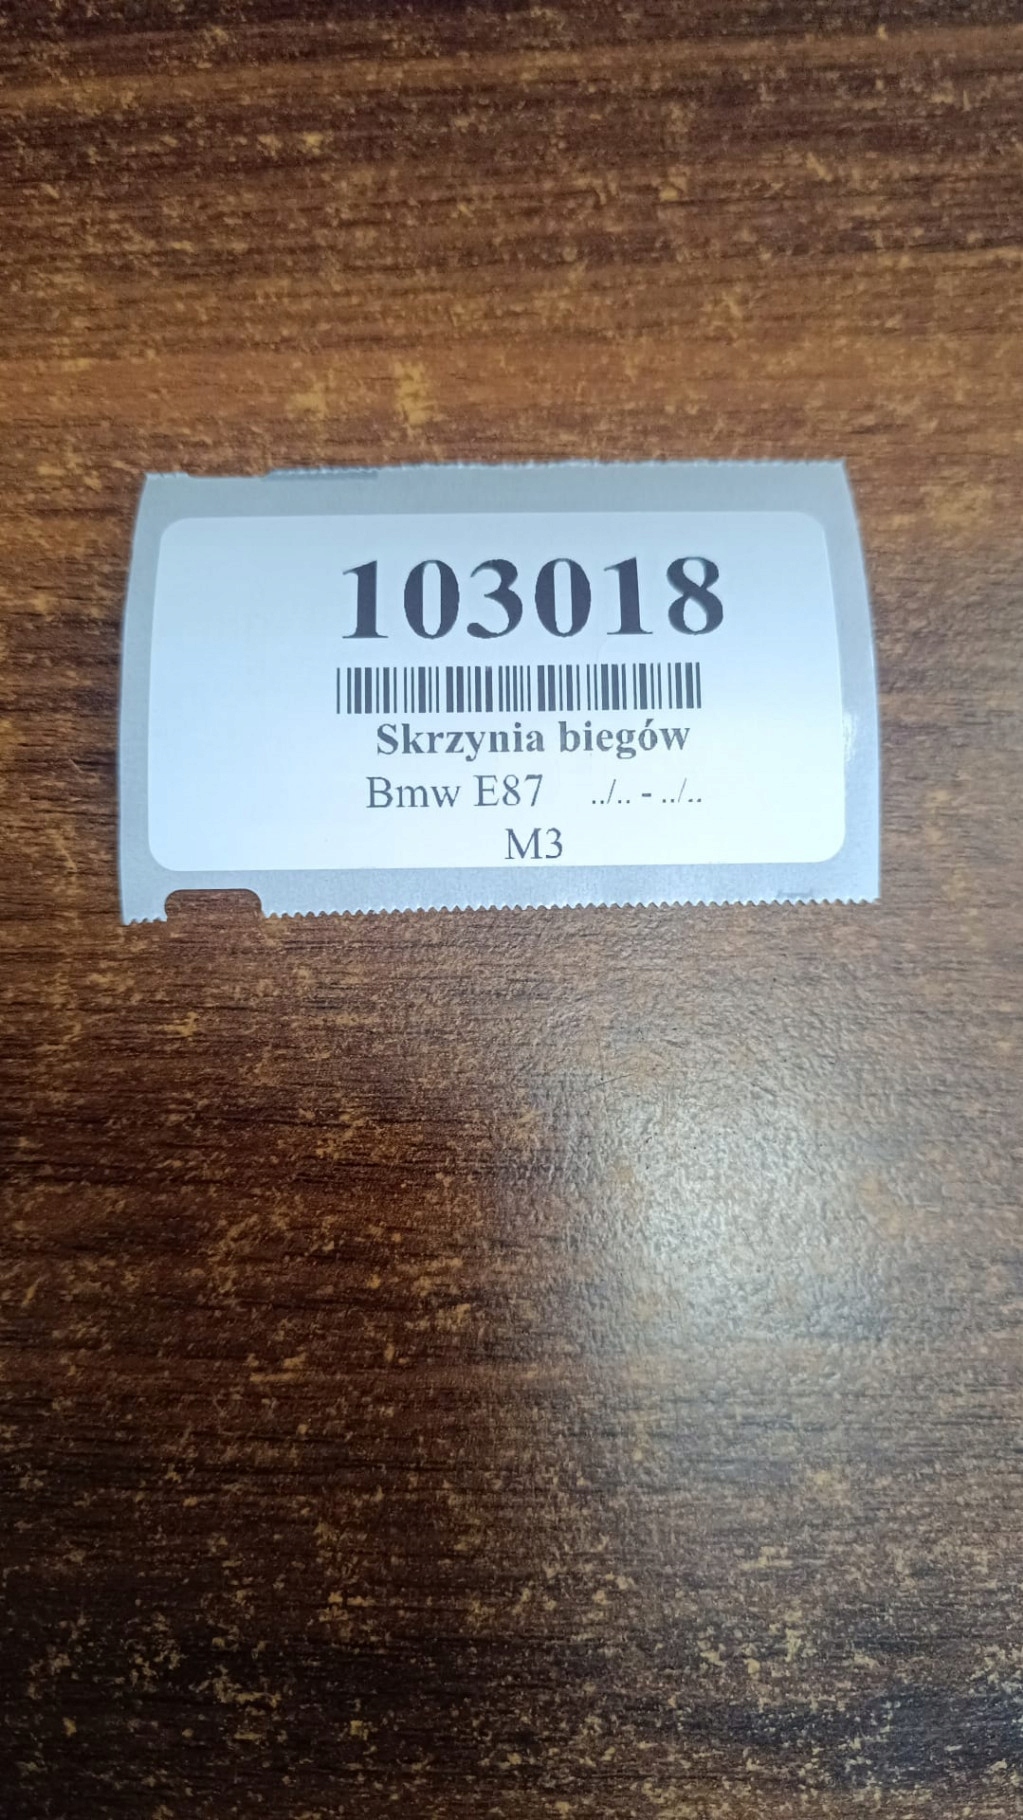 103018
Skrzynia biegów
Bmw E87 ../.. - ../..
M3